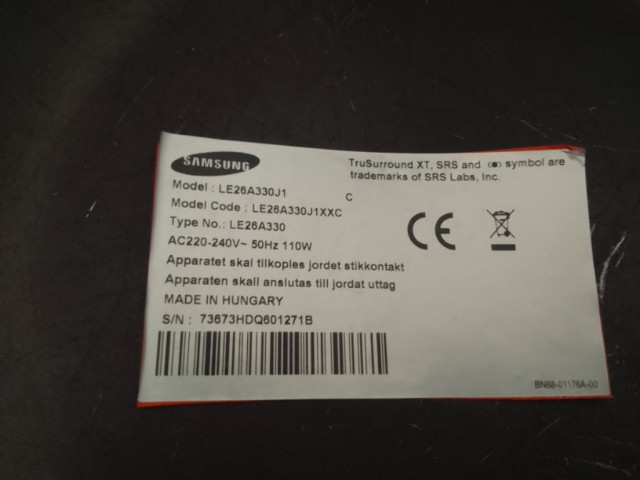 SAMSUNG
TruSurround XT, SRS and (●) symbol are
trademarks of SRS Labs, Inc.
Model : LE26A330J1
C
Model Code : LE26A330J1XXC
Type No.: LE26A330
AC220-240V~ 50Hz 110W
Apparatet skal tilkoples jordet stikkontakt
Apparaten skall anslutas till jordat uttag
MADE IN HUNGARY
S/N : 73673HDQ601271B
CE
BN68-01176A-00